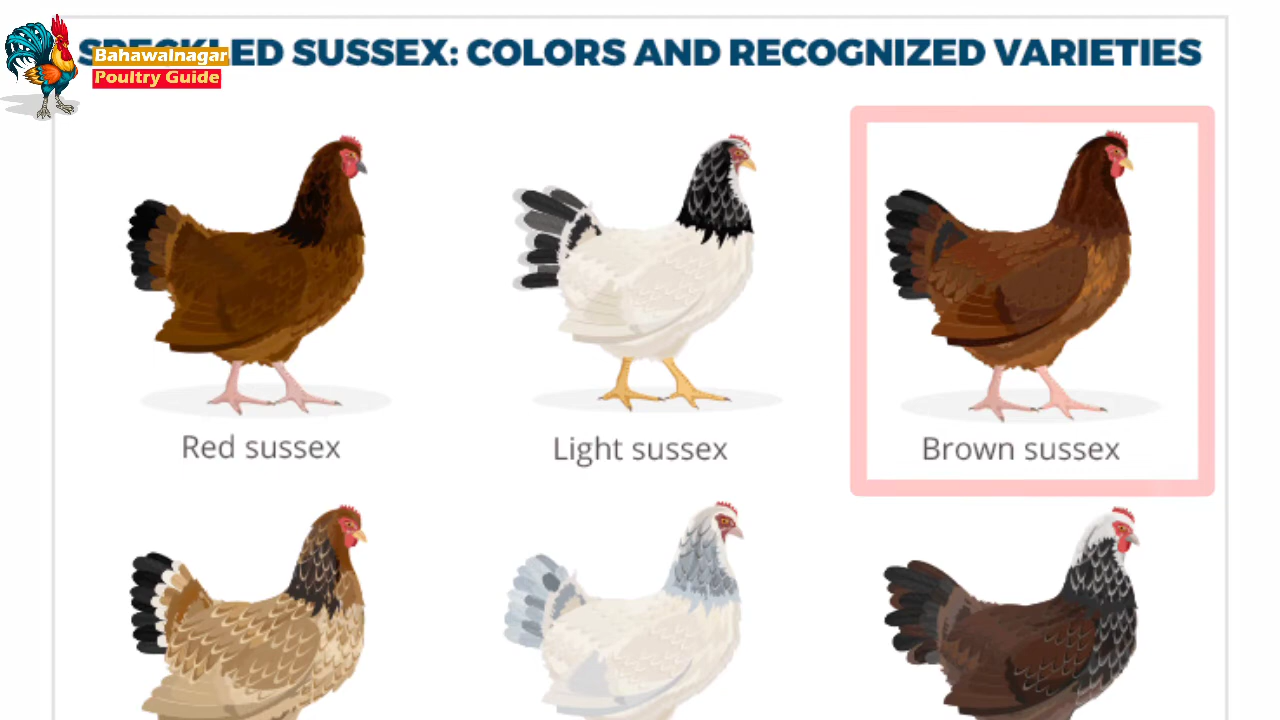 ED SUSSEX: COLORS AND RECOGNIZED VARIETIES
Bahawalnagar
Poultry Guide
Red sussex
Light sussex
Brown sussex